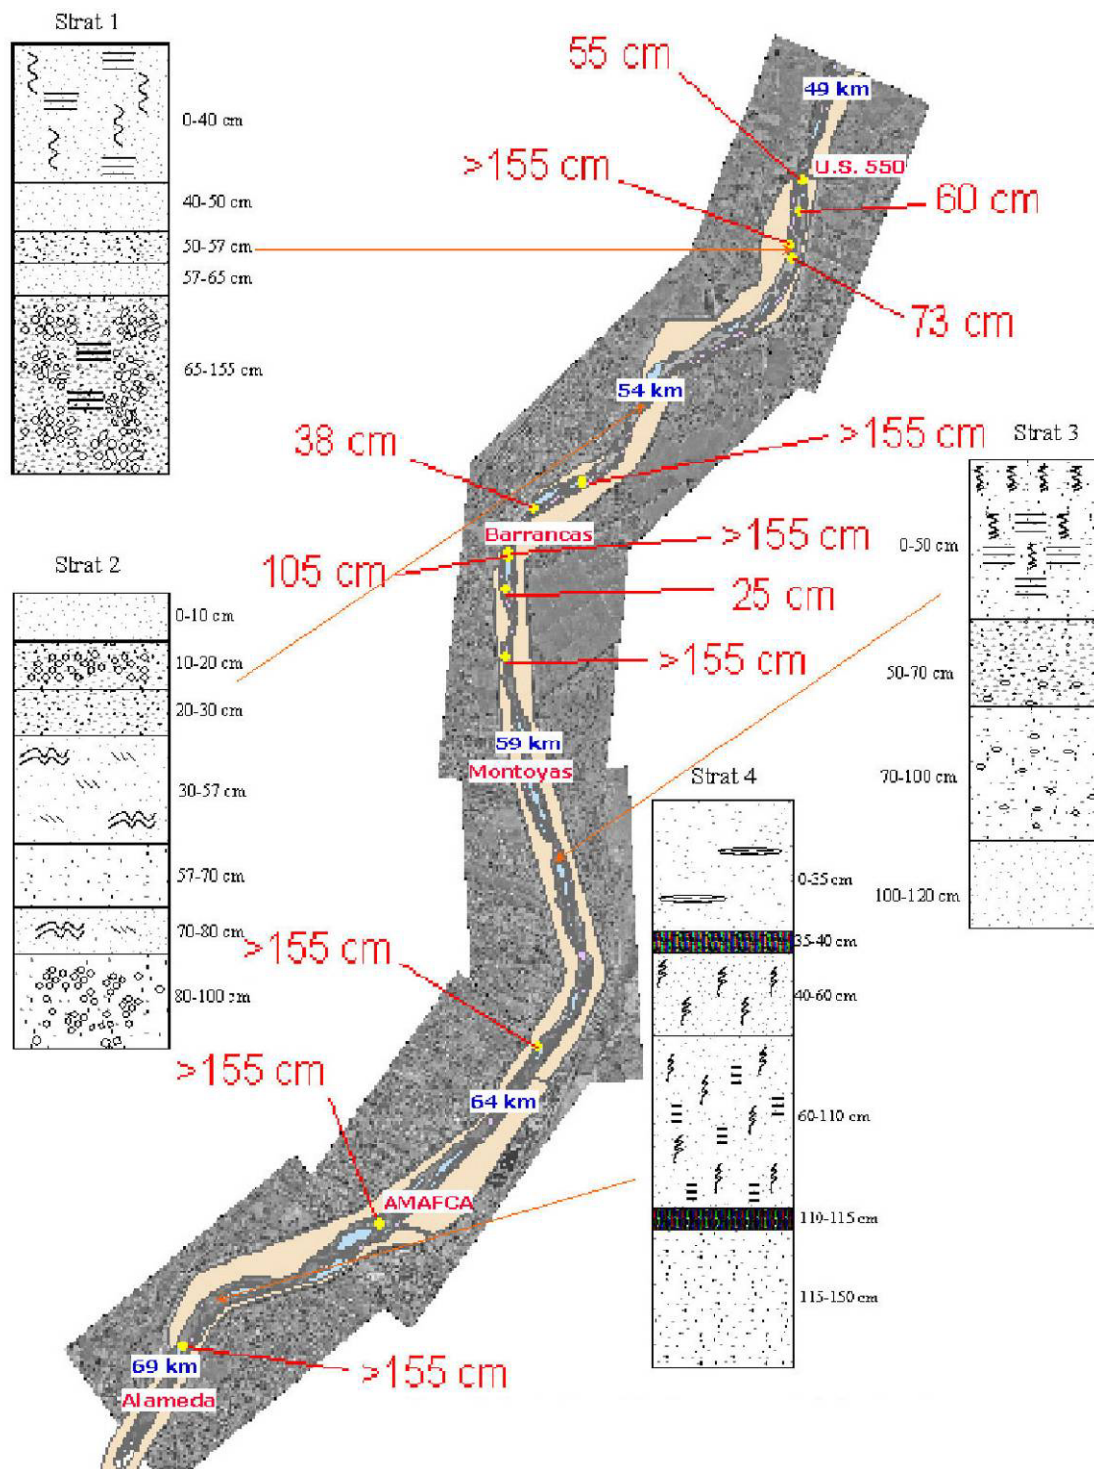 Strat 1
0-40 cm
40-50 cm
50-57 cm
57-65 cm
65-155 cm
55 cm
49 km
>155 cm
U.S. 550
60 cm
73 cm
54 km
38 cm
>155 cm
Barrancas
>155 cm
105 cm
25 cm
>155 cm
Strat 2
0-10 cm
10-20 cm
20-30 cm
30-57 cm
57-70 cm
70-80 cm
80-100 cm
Strat 3
0-50 cm
50-70 cm
70-100 cm
100-120 cm
59 km
Montoyas
Strat 4
0-35 cm
35-40 cm
40-60 cm
60-110 cm
110-115 cm
115-150 cm
>155 cm
>155 cm
64 km
AMAFCA
69 km
>155 cm
Alameda